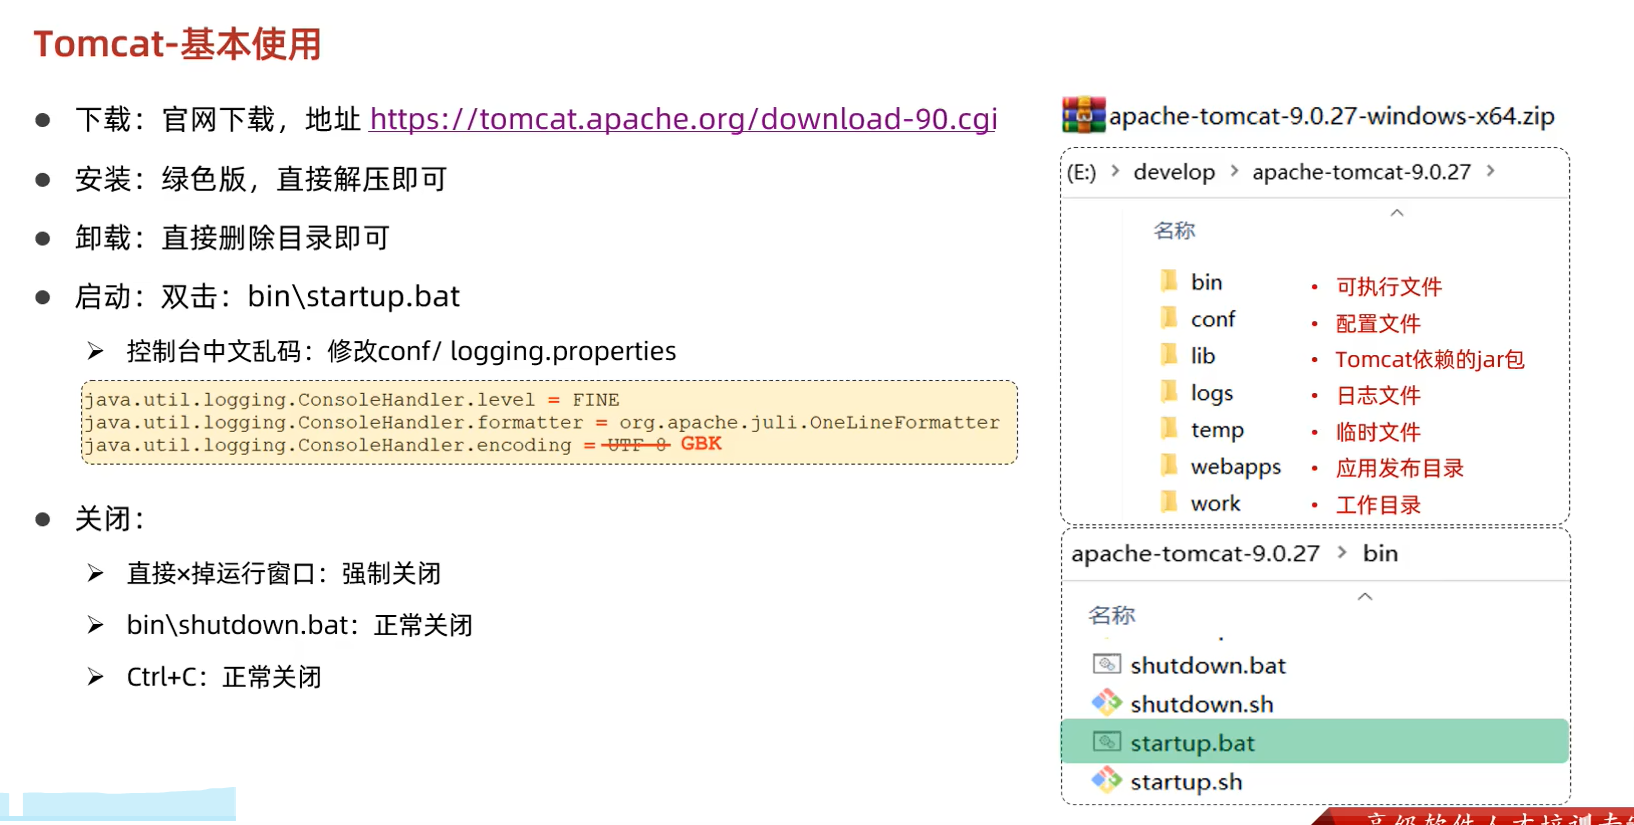 Tomcat-基本使用
下载：官网下载，地址 https://tomcat.apache.org/download-90.cgi
安装：绿色版，直接解压即可
卸载：直接删除目录即可
启动：双击：bin\startup.bat
控制台中文乱码：修改conf/ logging.properties
java.util.logging.ConsoleHandler.level = FINE
java.util.logging.ConsoleHandler.formatter = org.apache.juli.OneLineFormatter
java.util.logging.ConsoleHandler.encoding = UTF-8 GBK
关闭：
直接×掉运行窗口：强制关闭
bin\shutdown.bat：正常关闭
Ctrl+C：正常关闭
apache-tomcat-9.0.27-windows-x64.zip
(E:) > develop > apache-tomcat-9.0.27 >
名称
bin • 可执行文件
conf • 配置文件
lib • Tomcat依赖的jar包
logs • 日志文件
temp • 临时文件
webapps • 应用发布目录
work • 工作目录
apache-tomcat-9.0.27 > bin
名称
shutdown.bat
shutdown.sh
startup.bat
startup.sh
高级软件人才培训专